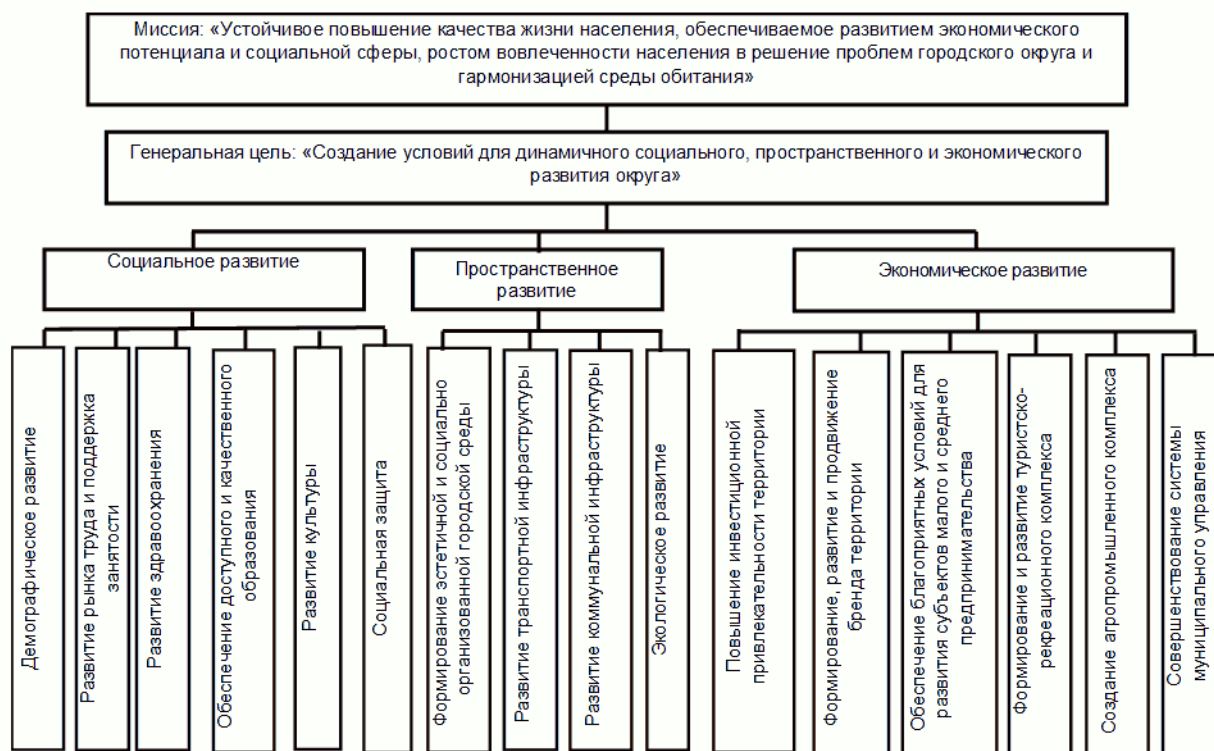 Миссия: «Устойчивое повышение качества жизни населения, обеспечиваемое развитием экономического
потенциала и социальной сферы, ростом вовлеченности населения в решение проблем городского округа и
гармонизацией среды обитания»
Генеральная цель: «Создание условий для динамичного социального, пространственного и экономического
развития округа»
Социальное развитие
Пространственное
развитие
Экономическое развитие
Демографическое развитие
Развитие рынка труда и поддержка
занятости
Развитие здравоохранения
Обеспечение доступного и качественного
образования
Развитие культуры
Социальная защита
Формирование эстетичной и социально
организованной городской среды
Развитие транспортной инфраструктуры
Развитие коммунальной инфраструктуры
Экологическое развитие
Повышение инвестиционной
привлекательности территории
Формирование, развитие и продвижение
бренда территории
Обеспечение благоприятных условий для
развития субъектов малого и среднего
предпринимательства
Формирование и развитие туристско-
рекреационного комплекса
Создание агропромышленного комплекса
Совершенствование системы
муниципального управления